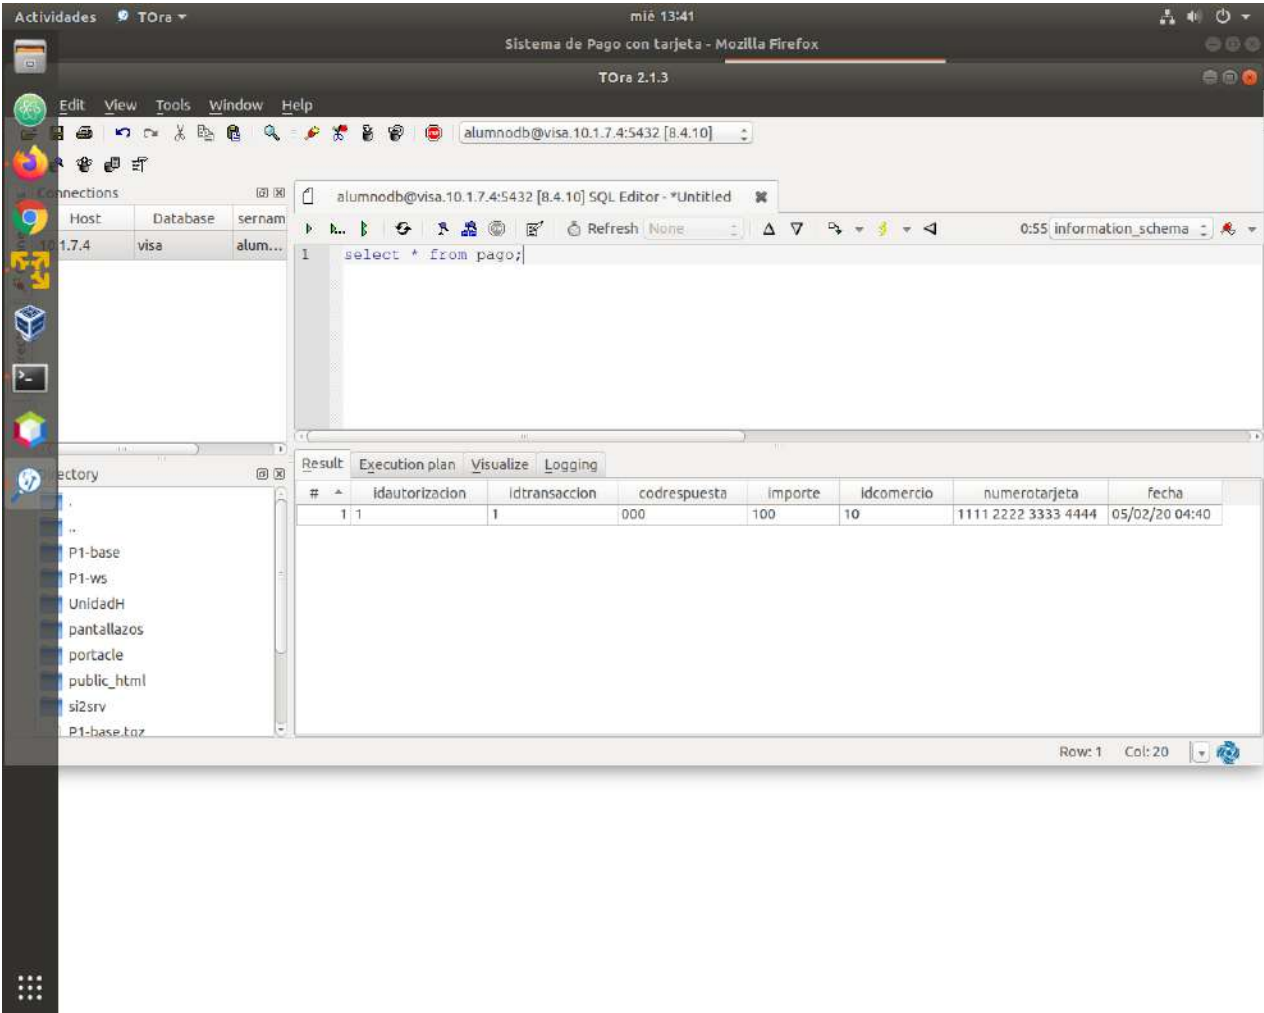 Actividades TOra mié 13:41
Sistema de Pago con tarjeta - Mozilla Firefox
TOra 2.1.3
Edit View Tools Window Help
alumnodb@visa.10.1.7.4:5432 [8.4.10]
nnections
alumnodb@visa.10.1.7.4:5432 [8.4.10] SQL Editor - *Untitled
Host Database sernam
1.7.4 visa alum...
Refresh None 0:55 information_schema
1 select * from pago;
Result Execution plan Visualize Logging
ectory
# idautorizacion idtransaccion codrespuesta importe idcomercio numerotarjeta fecha
1 1 1 000 100 10 1111 2222 3333 4444 05/02/20 04:40
.
..
P1-base
P1-ws
UnidadH
pantallazos
portacle
public_html
si2srv
P1-base.tgz
Row: 1 Col: 20